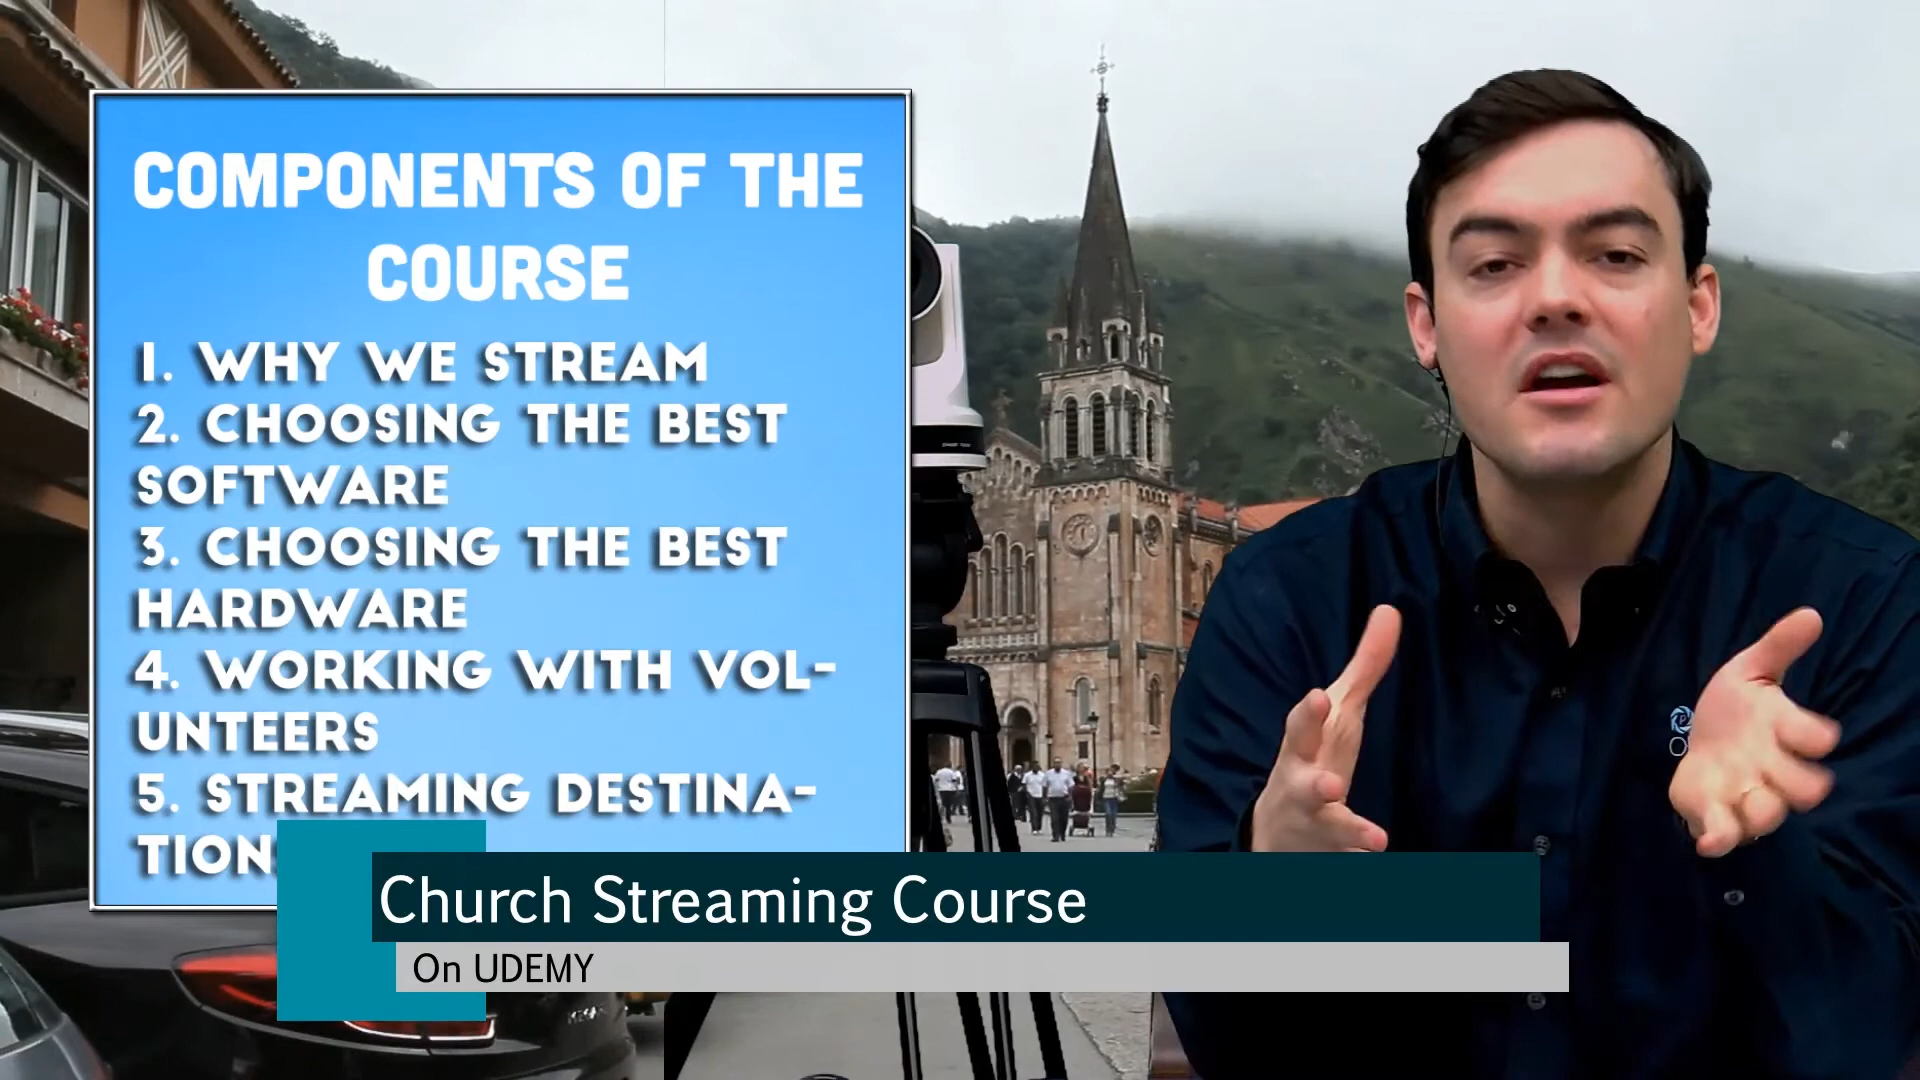 COMPONENTS OF THE
COURSE
1. WHY WE STREAM
2. CHOOSING THE BEST
SOFTWARE
3. CHOOSING THE BEST
HARDWARE
4. WORKING WITH VOL-
UNTEERS
5. STREAMING DESTINA-
TION
Church Streaming Course
On UDEMY